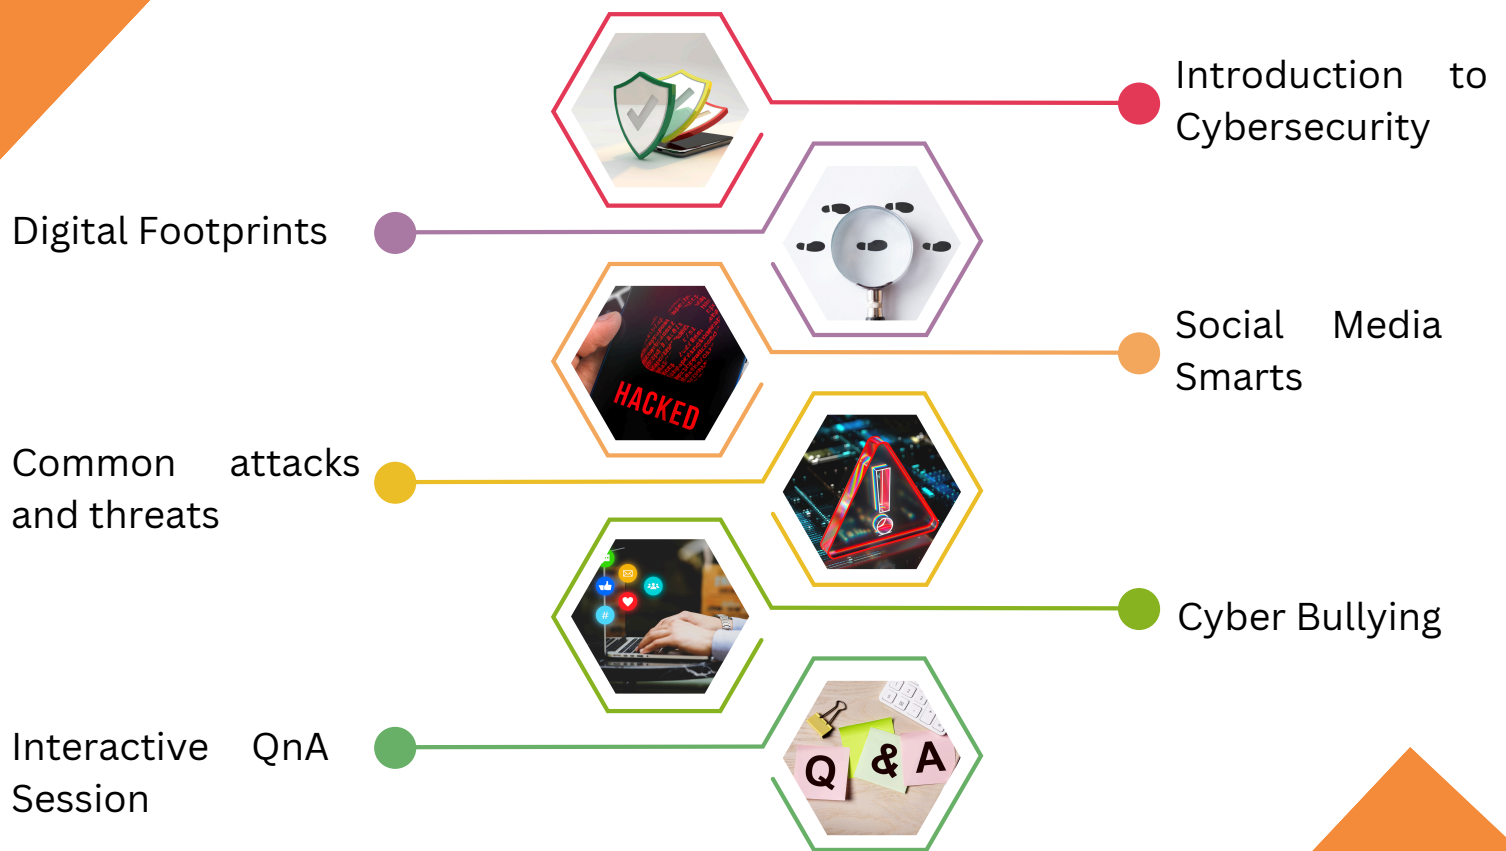 Introduction to
Cybersecurity
Digital Footprints
Social Media
Smarts
HACKED
Common attacks
and threats
Cyber Bullying
#
Interactive QnA
Session
Q & A